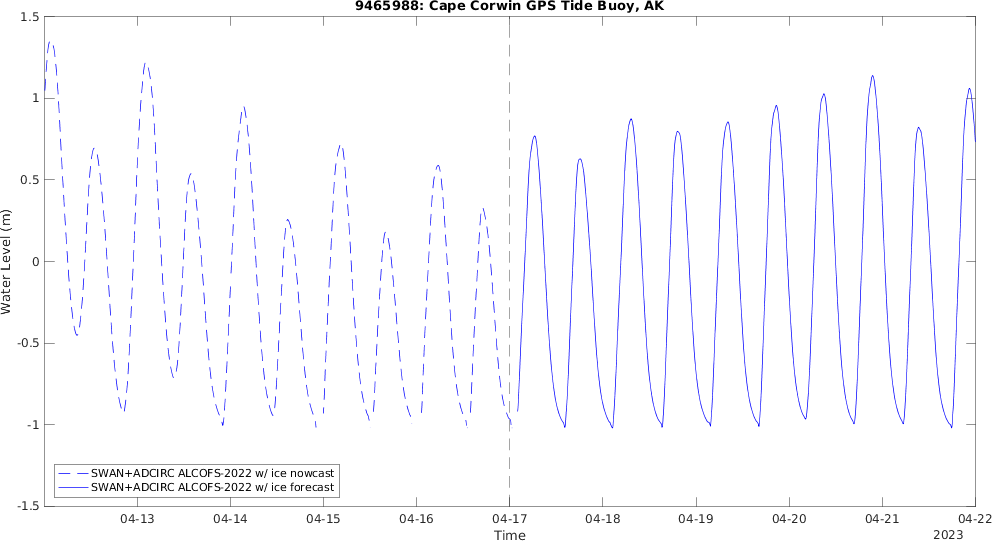 9465988: Cape Corwin GPS Tide Buoy, AK
1.5
1
0.5
0
-0.5
-1
-1.5
Water Level (m)
SWAN+ADCIRC ALCOFS-2022 w/ ice nowcast
SWAN+ADCIRC ALCOFS-2022 w/ ice forecast
04-13 04-14 04-15 04-16 04-17 04-18 04-19 04-20 04-21 04-22
Time
2023